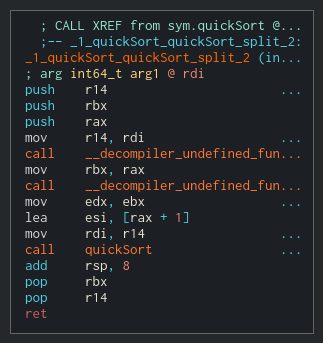 ; CALL XREF from sym.quickSort @...
;-- _1_quickSort_quickSort_split_2:
_1_quickSort_quickSort_split_2 (in...
; arg int64_t arg1 @ rdi
push r14 ...
push rbx
push rax
mov r14, rdi ...
call __decompiler_undefined_fun...
mov rbx, rax
call __decompiler_undefined_fun...
mov edx, ebx ...
lea esi, [rax + 1]
mov rdi, r14 ...
call quickSort ...
add rsp, 8
pop rbx
pop r14
ret